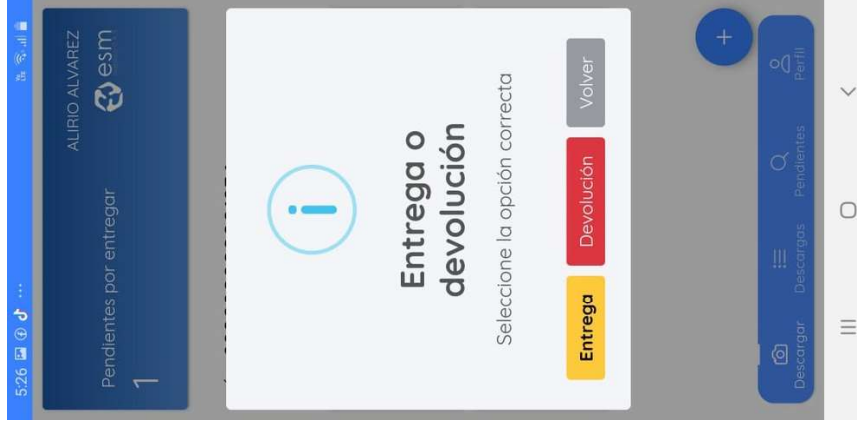 5:26
ALIRIO ALVAREZ
Pendientes por entregar
esm
1
Entrega o
devolución
Seleccione la opción correcta
Entrega
Devolución
Volver
+
Descargar
Descargas
Pendientes
Perfil